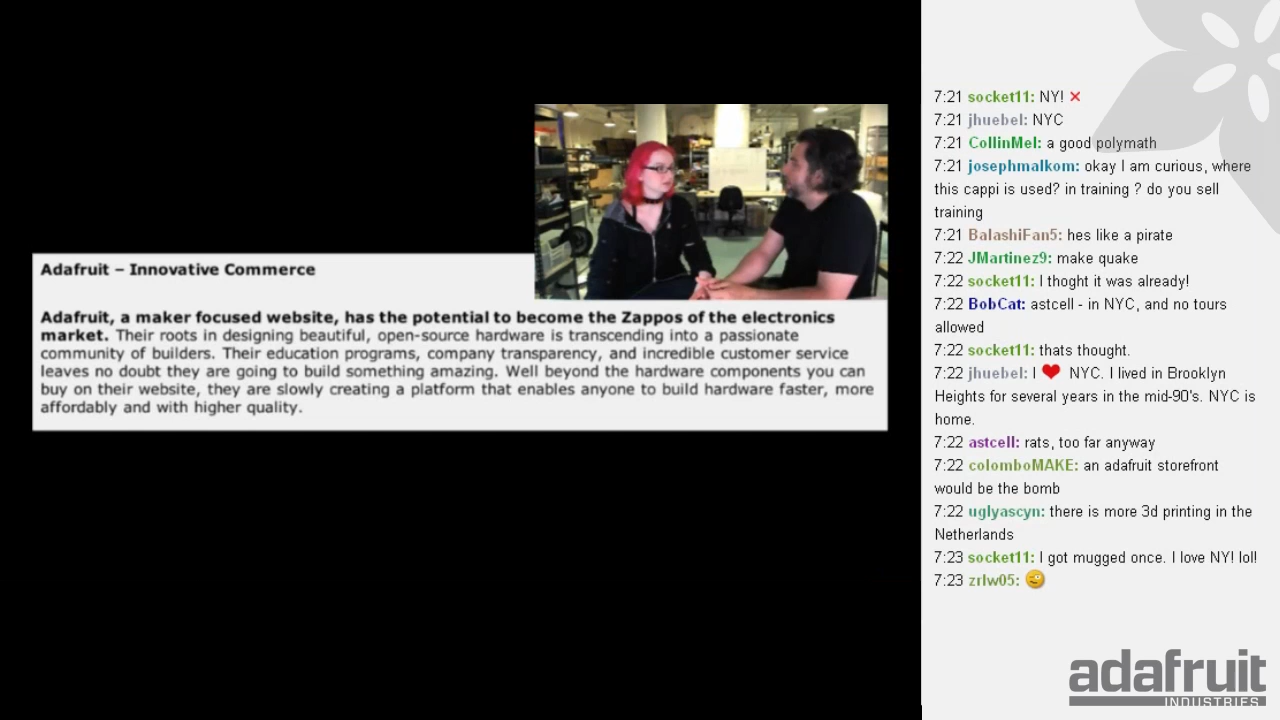 Adafruit – Innovative Commerce
Adafruit, a maker focused website, has the potential to become the Zappos of the electronics
market. Their roots in designing beautiful, open-source hardware is transcending into a passionate
community of builders. Their education programs, company transparency, and incredible customer service
leaves no doubt they are going to build something amazing. Well beyond the hardware components you can
buy on their website, they are slowly creating a platform that enables anyone to build hardware faster, more
affordably and with higher quality.
7:21 socket11: NY! ×
7:21 jhuebel: NYC
7:21 CollinMel: a good polymath
7:21 josephmalkom: okay I am curious, where
this cappi is used? in training ? do you sell
training
7:21 BalashiFan5: hes like a pirate
7:22 JMartinez9: make quake
7:22 socket11: I thoght it was already!
7:22 BobCat: astcell - in NYC, and no tours
allowed
7:22 socket11: thats thought.
7:22 jhuebel: I ❤ NYC. I lived in Brooklyn
Heights for several years in the mid-90's. NYC is
home.
7:22 astcell: rats, too far anyway
7:22 colomboMAKE: an adafruit storefront
would be the bomb
7:22 uglyascyn: there is more 3d printing in the
Netherlands
7:23 socket11: I got mugged once. I love NY! lol!
7:23 zrlw05:
adafruit
INDUSTRIES